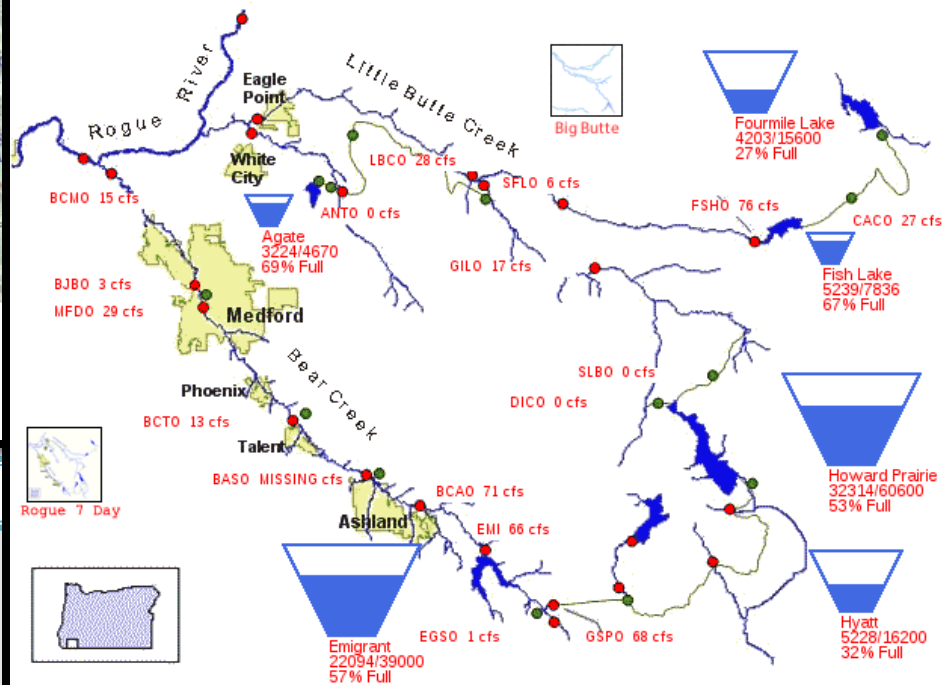 Rogue River
Eagle
Point
White
City
Little Butte Creek
Big Butte
Fourmile Lake
4203/15600
27% Full
BCMO 15 cfs
LBCO 28 cfs
SFLO 6 cfs
FSHO 76 cfs
CACO 27 cfs
ANTO 0 cfs
Agate
3224/4670
69% Full
GILO 17 cfs
Fish Lake
5239/7836
67% Full
BJBO 3 cfs
MFDO 29 cfs
Medford
Bear Creek
Phoenix
SLBO 0 cfs
DICO 0 cfs
BCTO 13 cfs
Talent
Howard Prairie
32314/60600
53% Full
BASO MISSING cfs
BCAO 71 cfs
Rogue 7 Day
Ashland
EMI 66 cfs
EGSO 1 cfs
GSPO 68 cfs
Hyatt
5228/16200
32% Full
Emigrant
22094/39000
57% Full